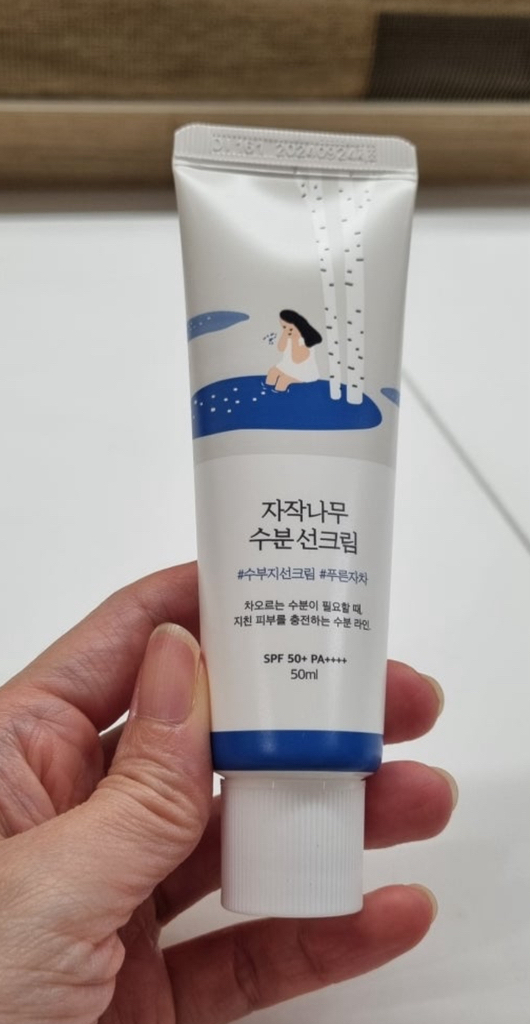 20240924
자작나무
수분 선크림
#수부지선크림 #푸른자차
차오르는 수분이 필요할 때,
지친 피부를 충전하는 수분 라인.
SPF 50+ PA++++
50ml